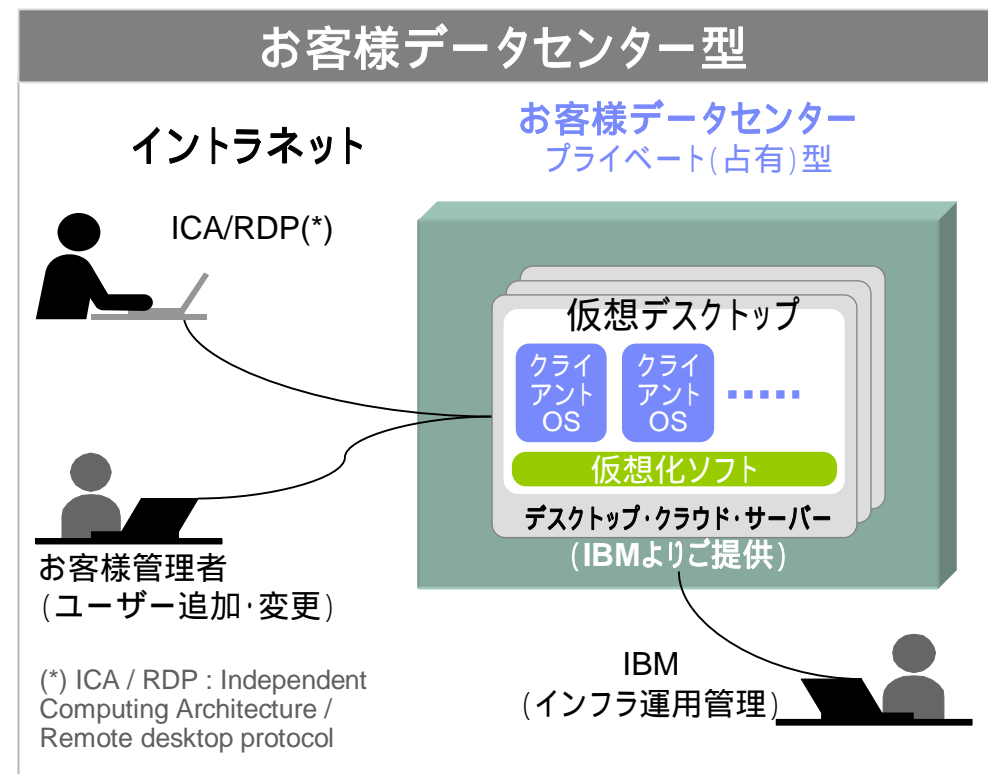 お客様データセンター型
イントラネット
お客様データセンター
プライベート(占有)型
ICA/RDP(*)
仮想デスクトップ
クライ
アント
OS
クライ
アント
OS
仮想化ソフト
デスクトップ・クラウド・サーバー
(IBMよりご提供)
お客様管理者
(ユーザー追加・変更)
IBM
(インフラ運用管理)
(*) ICA / RDP : Independent
Computing Architecture /
Remote desktop protocol